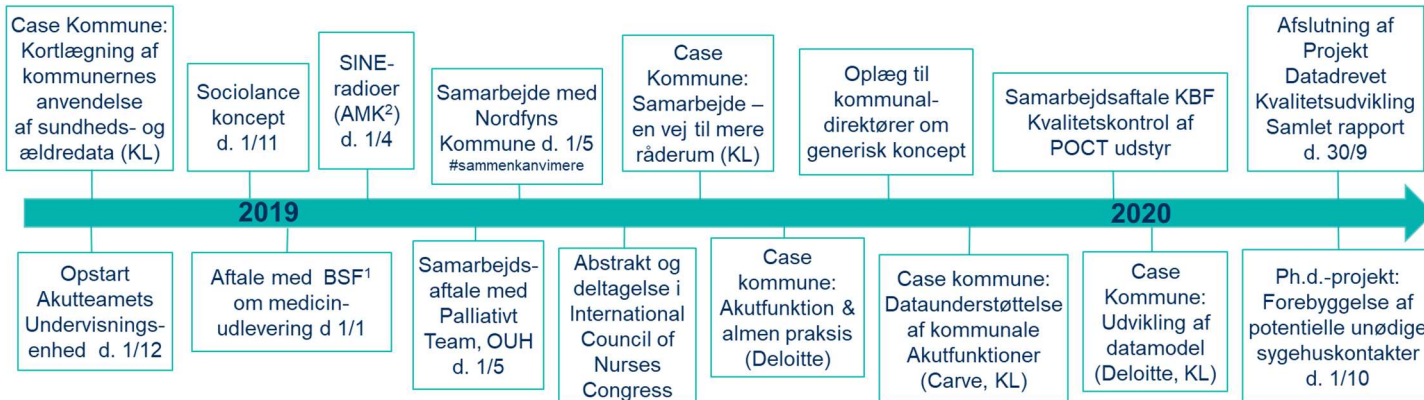 Case Kommune:
Kortlægning af
kommunernes
anvendelse
af sundheds- og
ældredata (KL)
Sociolance
koncept
d. 1/11
SINE-
radioer
(AMK²)
d. 1/4
Samarbejde med
Nordfyns
Kommune d. 1/5
#sammenkanvimere
Case
Kommune:
Samarbejde –
en vej til mere
råderum (KL)
Oplæg til
kommunal-
direktører om
generisk koncept
Samarbejdsaftale KBF
Kvalitetskontrol af
POCT udstyr
Afslutning af
Projekt
Datadrevet
Kvalitetsudvikling
Samlet rapport
d. 30/9
2019
2020
Opstart
Akutteamets
Undervisnings-
enhed d. 1/12
Aftale med BSF¹
om medicin-
udlevering d 1/1
Samarbejds-
aftale med
Palliativt
Team, OUH
d. 1/5
Abstrakt og
deltagelse i
International
Council of
Nurses
Congress
Case
kommune:
Akutfunktion &
almen praksis
(Deloitte)
Case kommune:
Dataunderstøttelse
af kommunale
Akutfunktioner
(Carve, KL)
Case
Kommune:
Udvikling af
datamodel
(Deloitte, KL)
Ph.d.-projekt:
Forebyggelse af
potentielle unødige
sygehuskontakter
d. 1/10